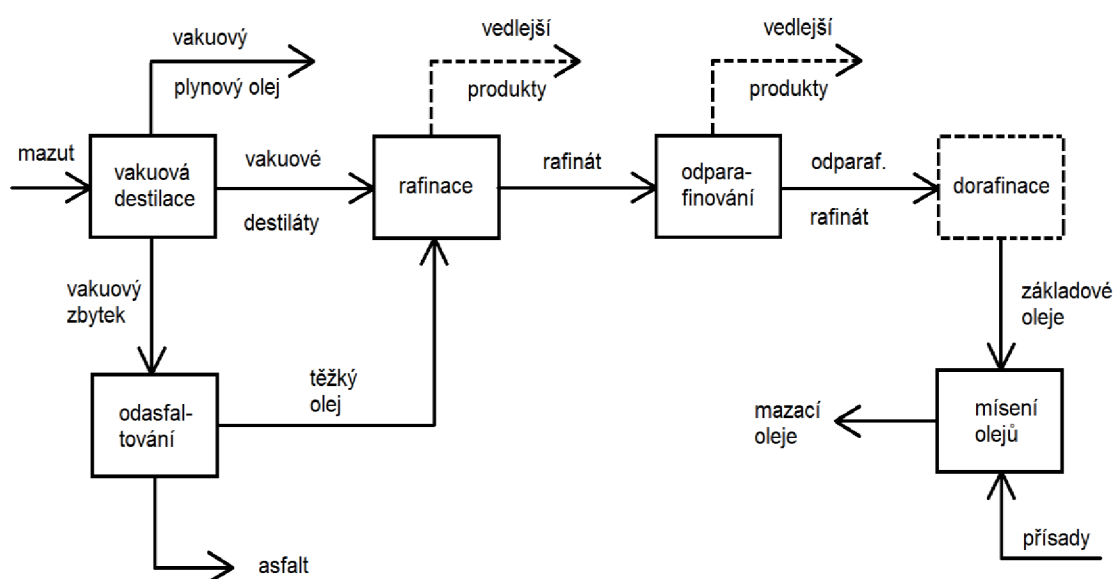 vakuový
plynový olej
vedlejší
produkty
vedlejší
produkty
mazut
vakuová
destilace
vakuové
destiláty
rafinace
rafinát
odpara-
finování
odparaf.
rafinát
dorafinace
vakuový
zbytek
základové
oleje
odasfal-
tování
těžký
olej
mazací
oleje
mísení
olejů
asfalt
přísady